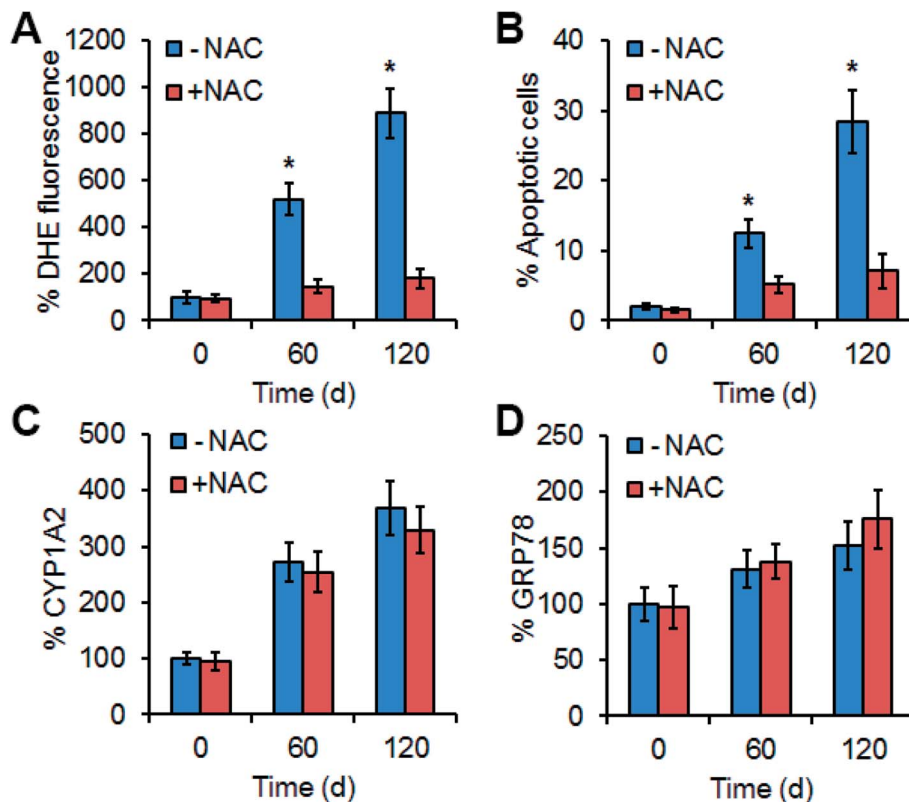 A
% DHE fluorescence
1200
1000
800
600
400
200
0
-NAC
+NAC
*
*
0 60 120
Time (d)
B
% Apoptotic cells
40
30
20
10
0
-NAC
+NAC
*
*
0 60 120
Time (d)
C
% CYP1A2
500
400
300
200
100
0
-NAC
+NAC
0 60 120
Time (d)
D
% GRP78
250
200
150
100
50
0
-NAC
+NAC
0 60 120
Time (d)